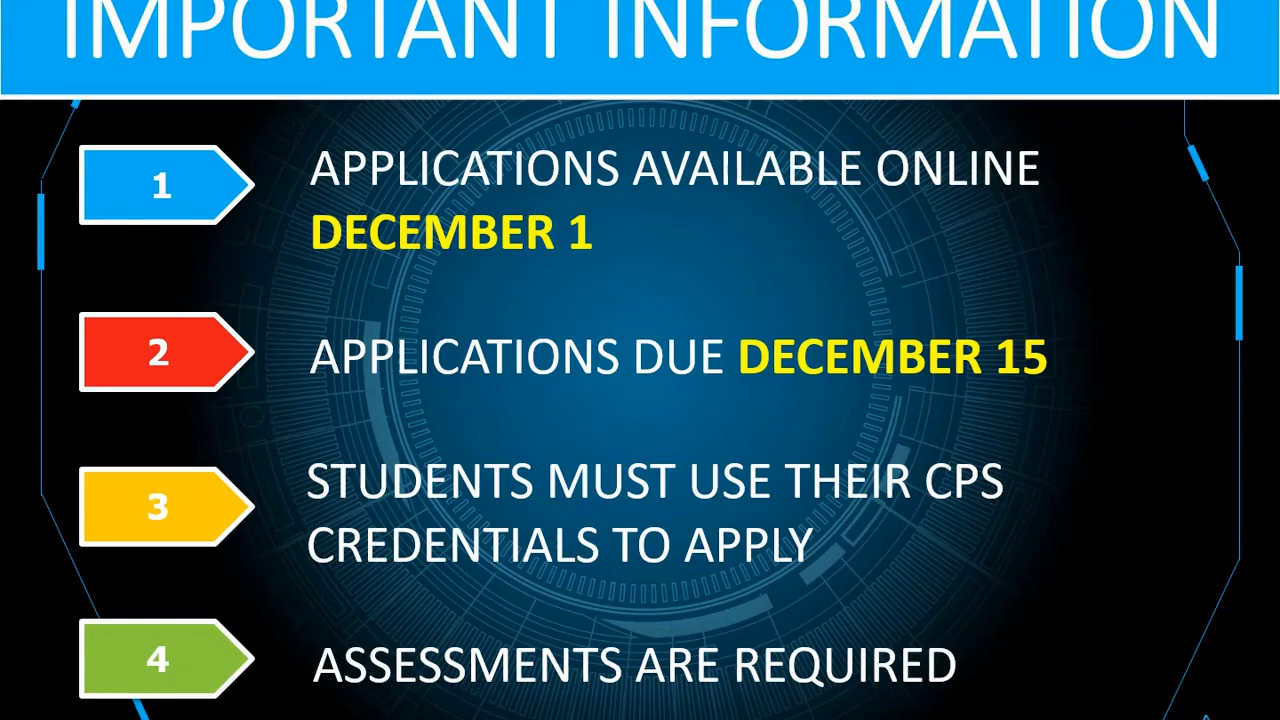 IMPORTANT INFORMATION
1
APPLICATIONS AVAILABLE ONLINE
DECEMBER 1
2
APPLICATIONS DUE DECEMBER 15
3
STUDENTS MUST USE THEIR CPS
CREDENTIALS TO APPLY
4
ASSESSMENTS ARE REQUIRED